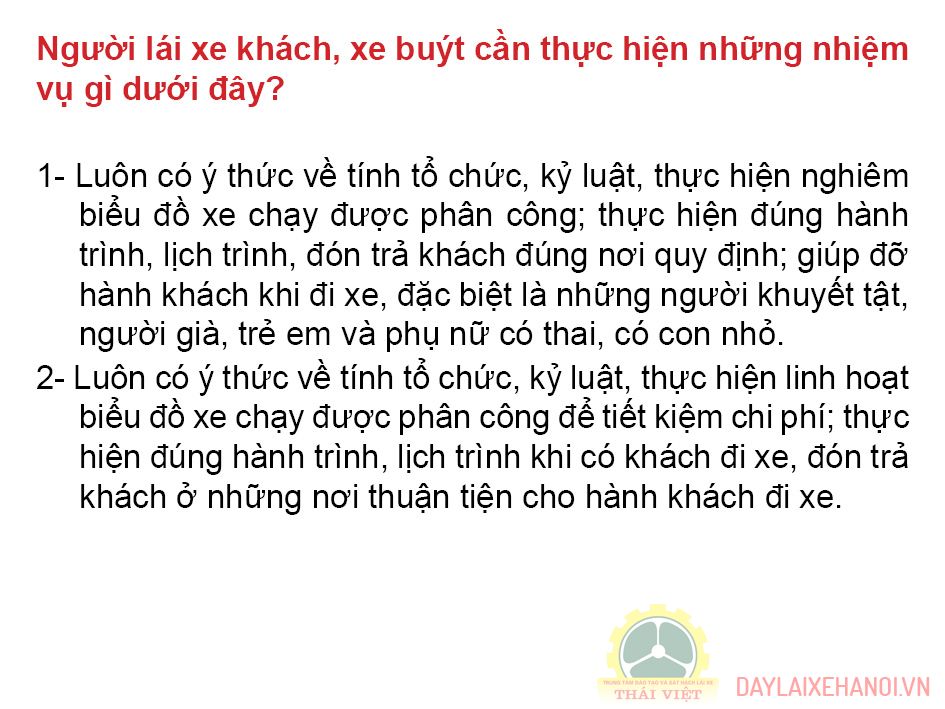 Người lái xe khách, xe buýt cần thực hiện những nhiệm
vụ gì dưới đây?
1- Luôn có ý thức về tính tổ chức, kỷ luật, thực hiện nghiêm
biểu đồ xe chạy được phân công; thực hiện đúng hành
trình, lịch trình, đón trả khách đúng nơi quy định; giúp đỡ
hành khách khi đi xe, đặc biệt là những người khuyết tật,
người già, trẻ em và phụ nữ có thai, có con nhỏ.
2- Luôn có ý thức về tính tổ chức, kỷ luật, thực hiện linh hoạt
biểu đồ xe chạy được phân công để tiết kiệm chi phí; thực
hiện đúng hành trình, lịch trình khi có khách đi xe, đón trả
khách ở những nơi thuận tiện cho hành khách đi xe.
TRUNG TÂM ĐÀO TẠO VÀ SÁT HẠCH LÁI XE
THÁI VIỆT
DAYLAIXEHANOI.VN